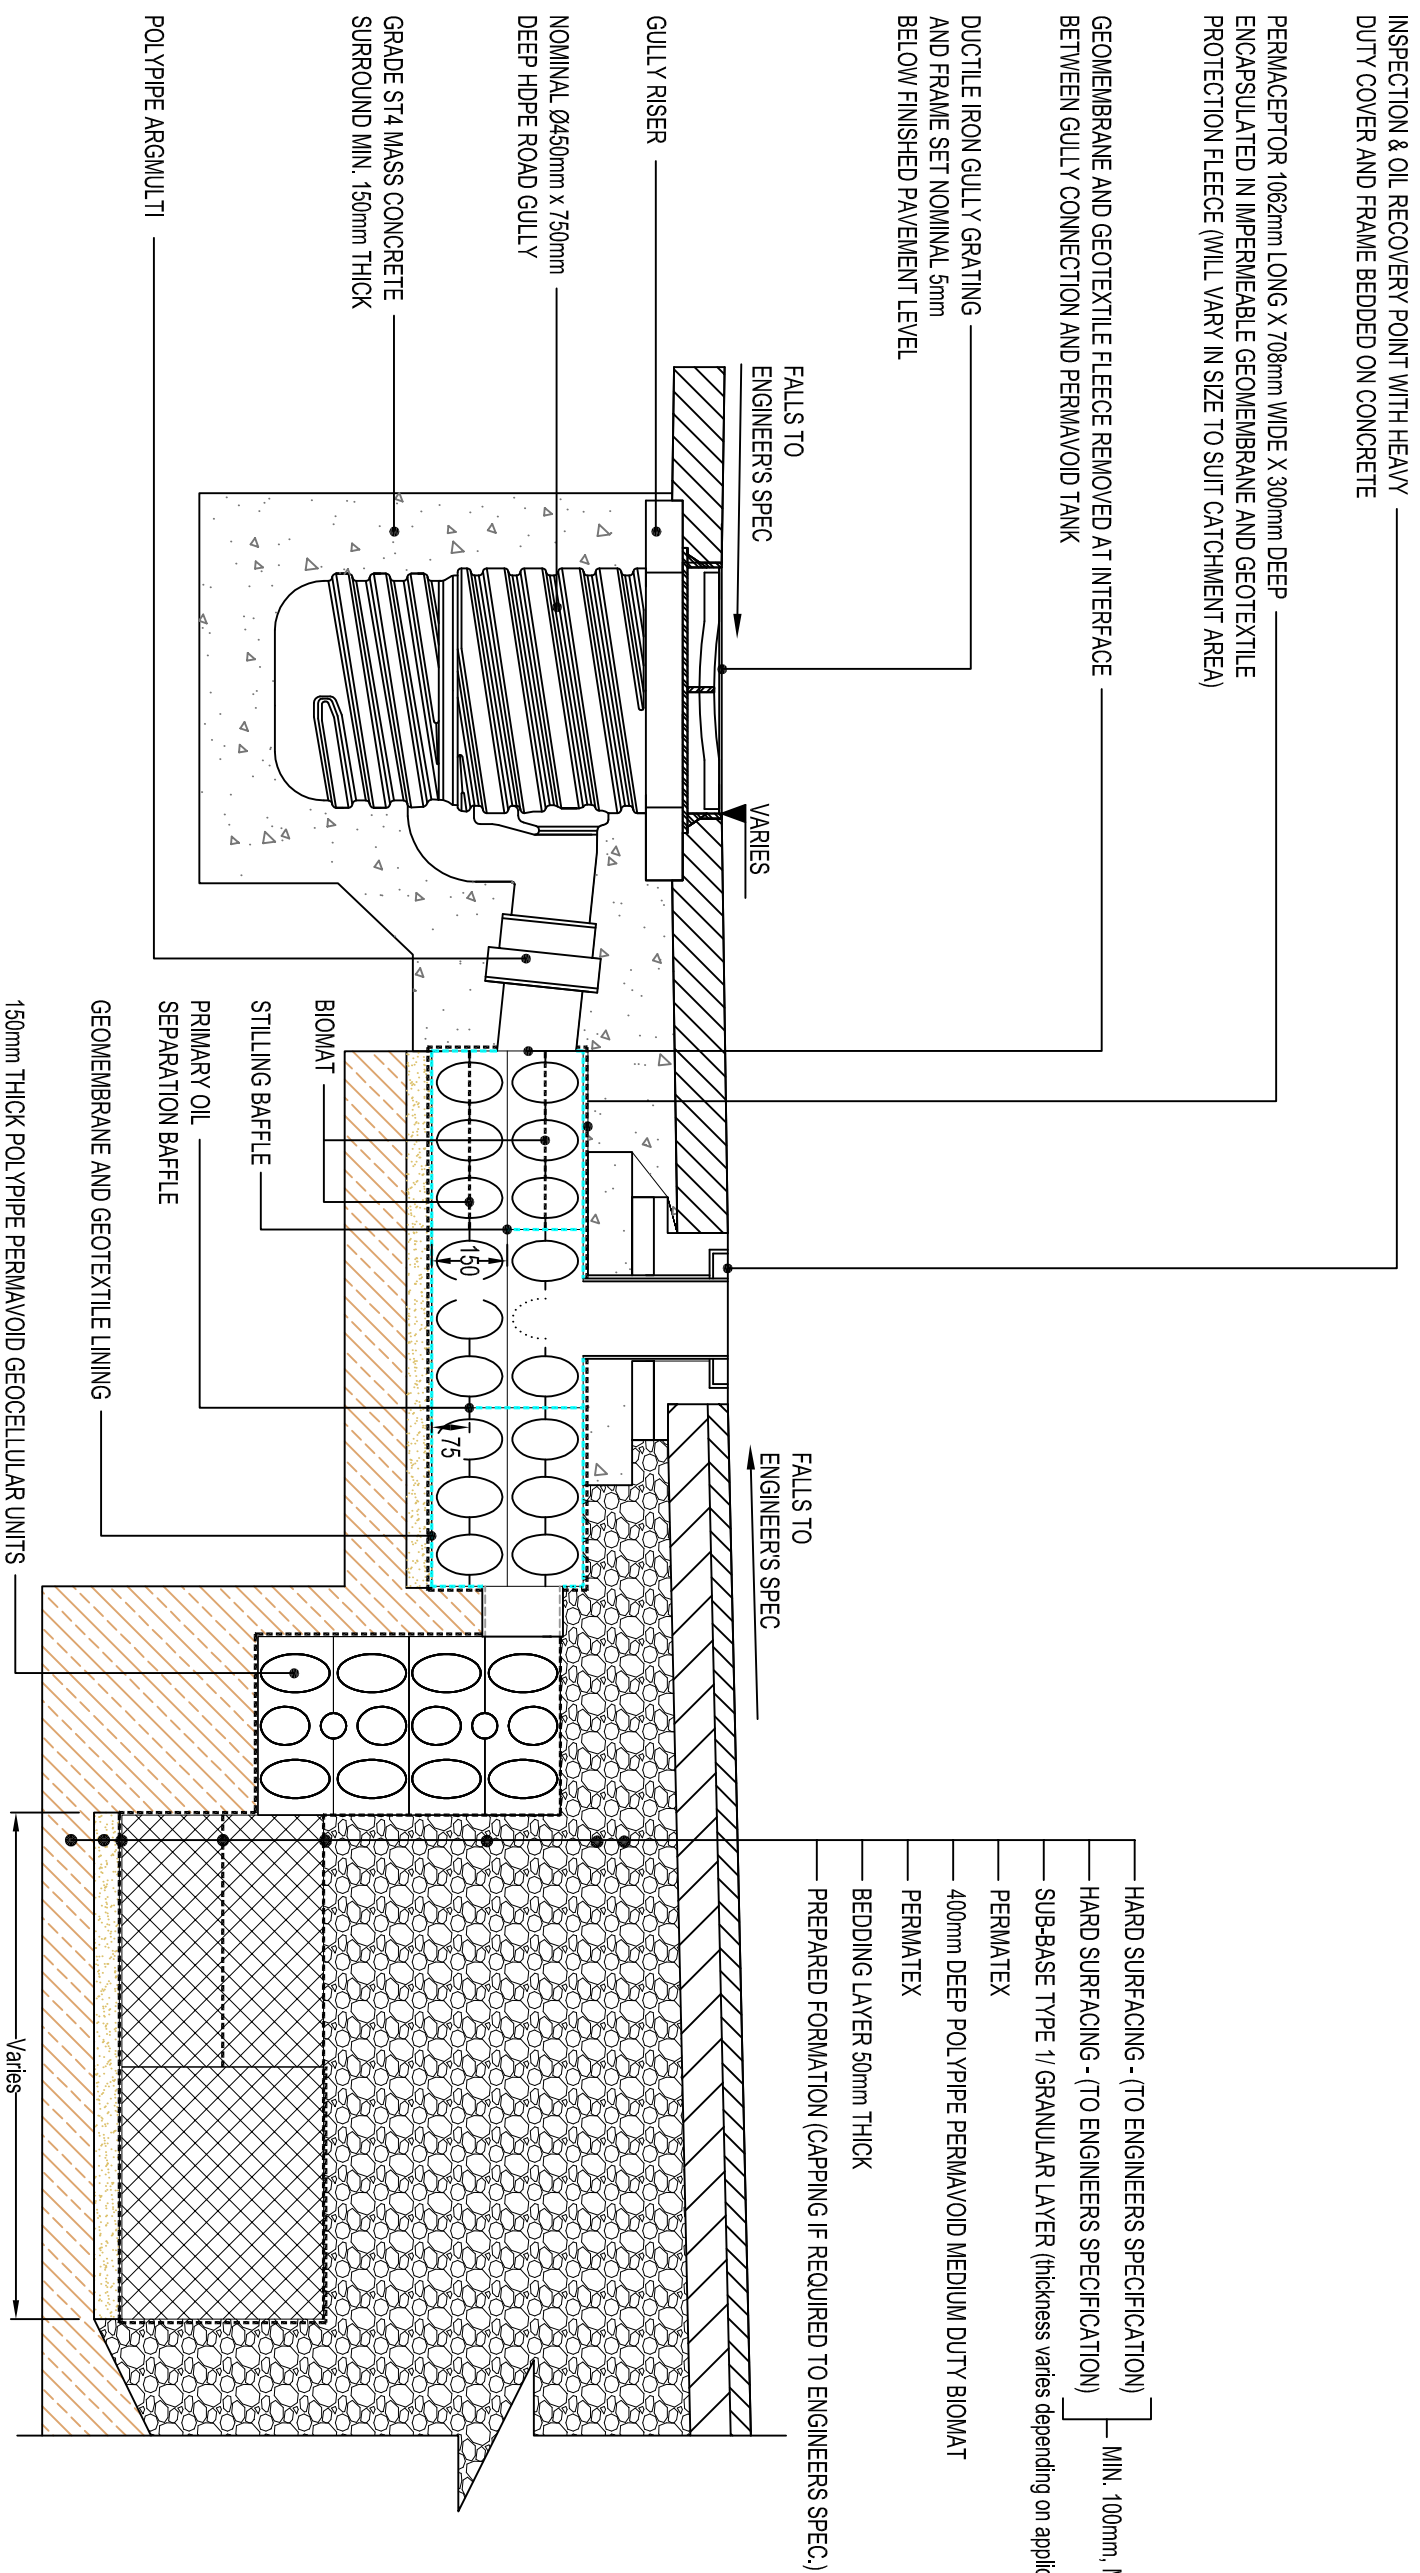 INSPECTION & OIL RECOVERY POINT WITH HEAVY
DUTY COVER AND FRAME BEDDED ON CONCRETE
PERMACEPTOR 1062mm LONG X 708mm WIDE X 300mm DEEP
ENCAPSULATED IN IMPERMEABLE GEOMEMBRANE AND GEOTEXTILE
PROTECTION FLEECE (WILL VARY IN SIZE TO SUIT CATCHMENT AREA)
GEOMEMBRANE AND GEOTEXTILE FLEECE REMOVED AT INTERFACE
BETWEEN GULLY CONNECTION AND PERMAVOID TANK
DUCTILE IRON GULLY GRATING
AND FRAME SET NOMINAL 5mm
BELOW FINISHED PAVEMENT LEVEL
GULLY RISER
NOMINAL Ø450mm x 750mm
DEEP HDPE ROAD GULLY
GRADE ST4 MASS CONCRETE
SURROUND MIN. 150mm THICK
POLYPIPE ARGMULTI
FALLS TO
ENGINEER'S SPEC
VARIES
FALLS TO
ENGINEER'S SPEC
150
75
BIOMAT
STILLING BAFFLE
PRIMARY OIL
SEPARATION BAFFLE
GEOMEMBRANE AND GEOTEXTILE LINING
150mm THICK POLYPIPE PERMAVOID GEOCELLULAR UNITS
HARD SURFACING - (TO ENGINEERS SPECIFICATION)
HARD SURFACING - (TO ENGINEERS SPECIFICATION)
MIN. 100mm,
SUB-BASE TYPE 1/ GRANULAR LAYER (thickness varies depending on
PERMATEX
400mm DEEP POLYPIPE PERMAVOID MEDIUM DUTY BIOMAT
PERMATEX
BEDDING LAYER 50mm THICK
PREPARED FORMATION (CAPPING IF REQUIRED TO ENGINEERS SPEC.)
Varies